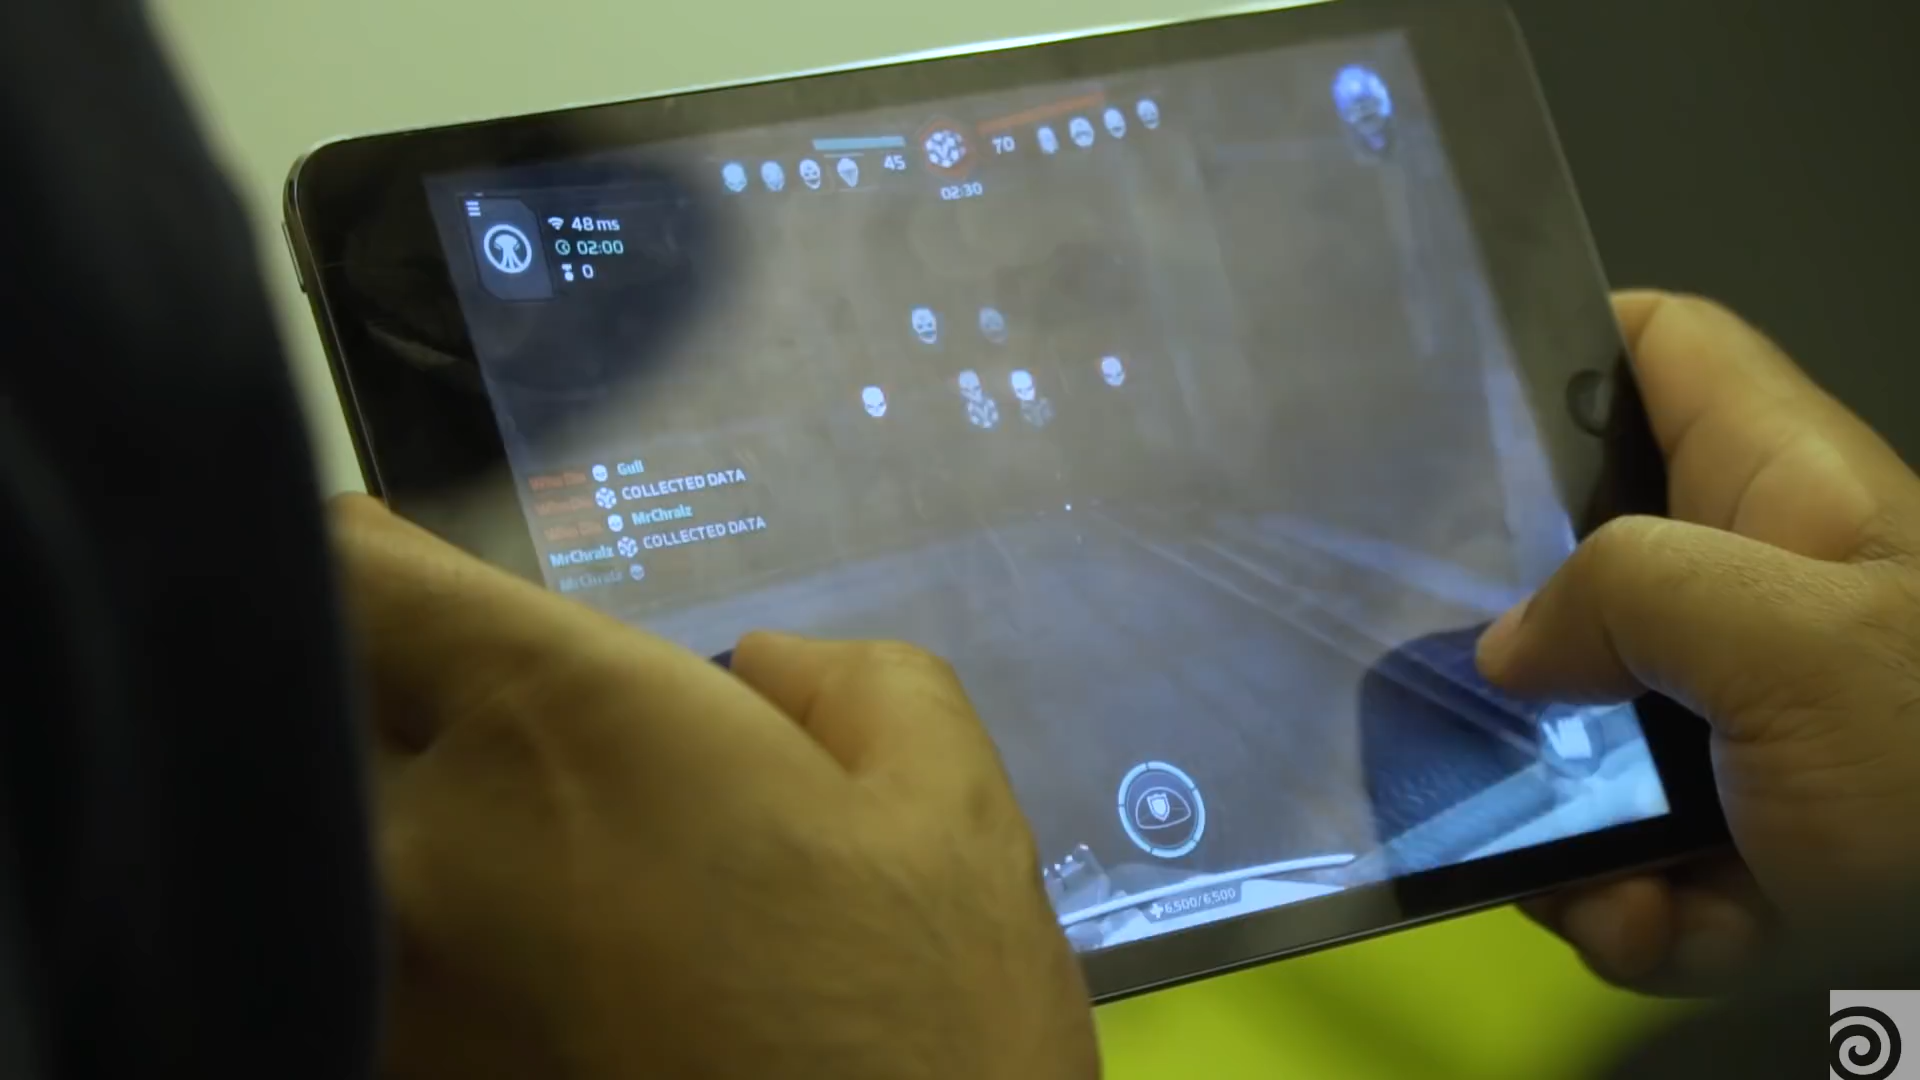 45
70
02:30
48 ms
02:00
0
Gull
COLLECTED DATA
MrChralz
MrChralz COLLECTED DATA
MrChralz
6,500/6,500